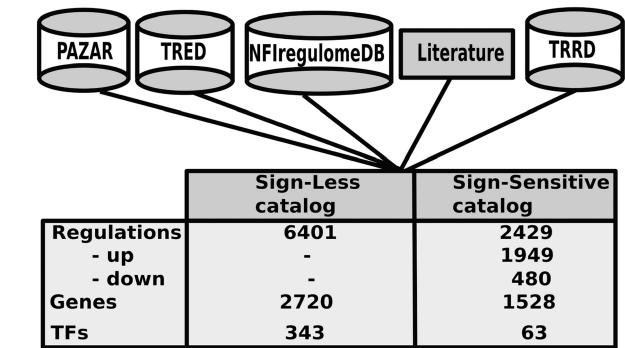 PAZAR TRED NFIregulomeDB Literature TRRD
Sign-Less Sign-Sensitive
catalog catalog
Regulations 6401 2429
- up - 1949
- down - 480
Genes 2720 1528
TFs 343 63